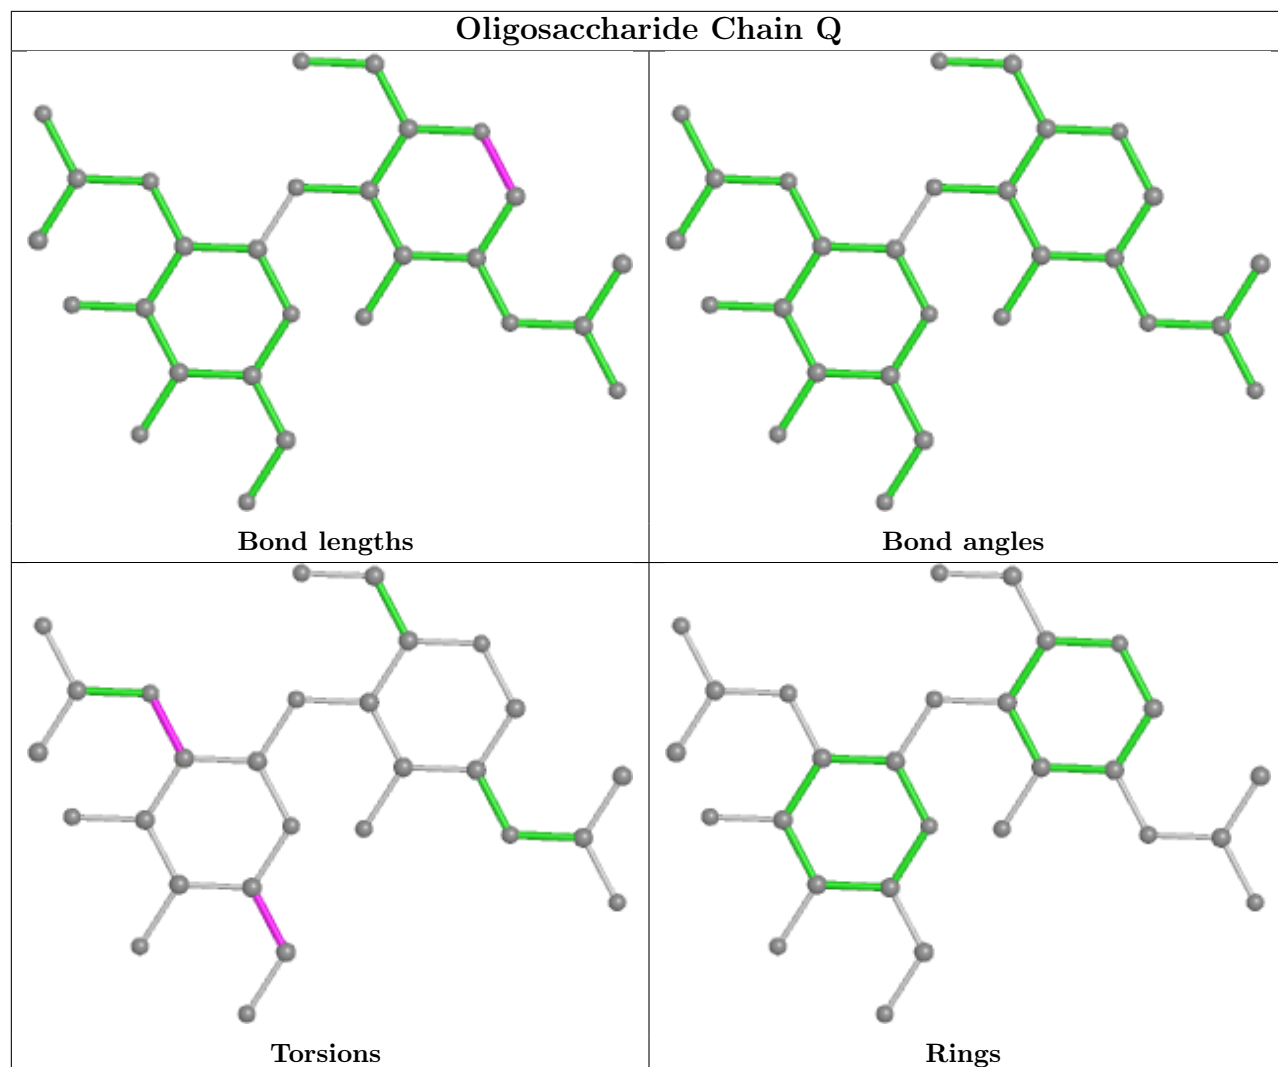 Oligosaccharide Chain Q
Bond lengths
Bond angles
Torsions
Rings